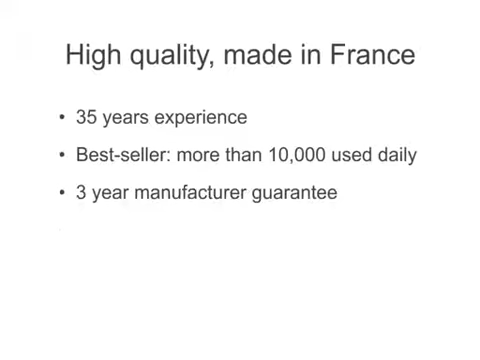 High quality, made in France
• 35 years experience
• Best-seller: more than 10,000 used daily
• 3 year manufacturer guarantee